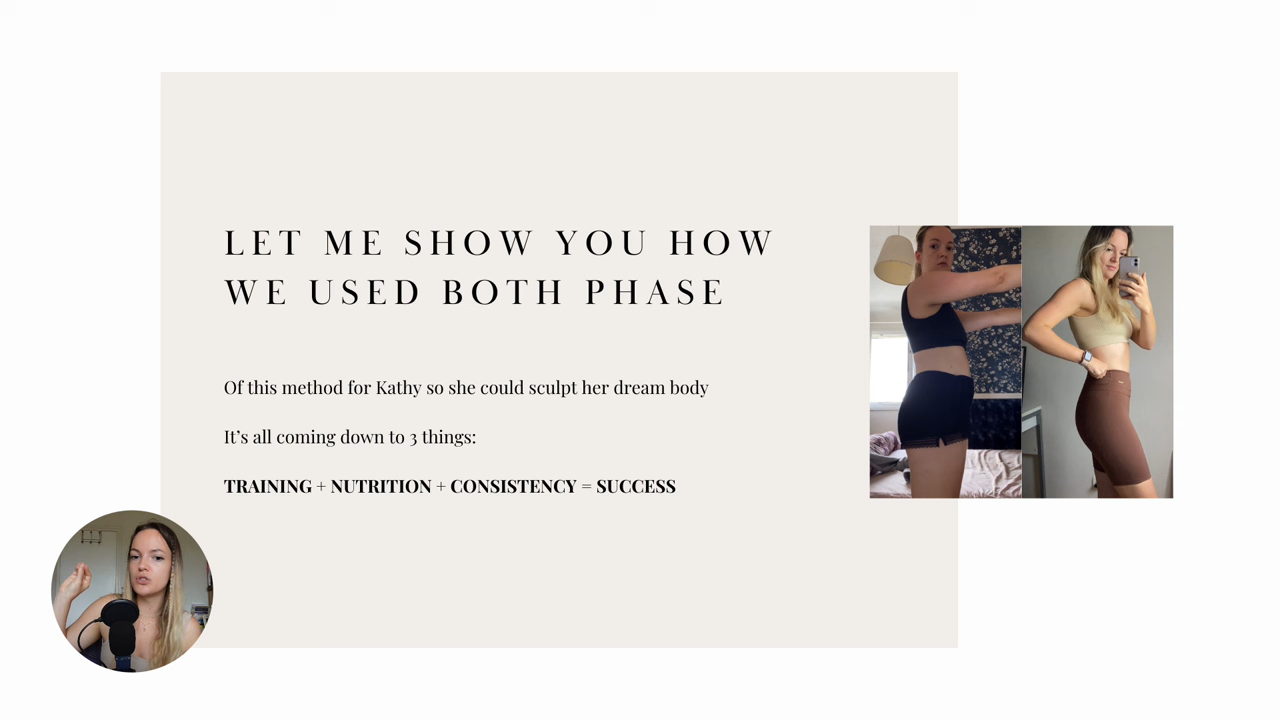 LET ME SHOW YOU HOW
WE USED BOTH PHASE
Of this method for Kathy so she could sculpt her dream body
It’s all coming down to 3 things:
TRAINING + NUTRITION + CONSISTENCY = SUCCESS